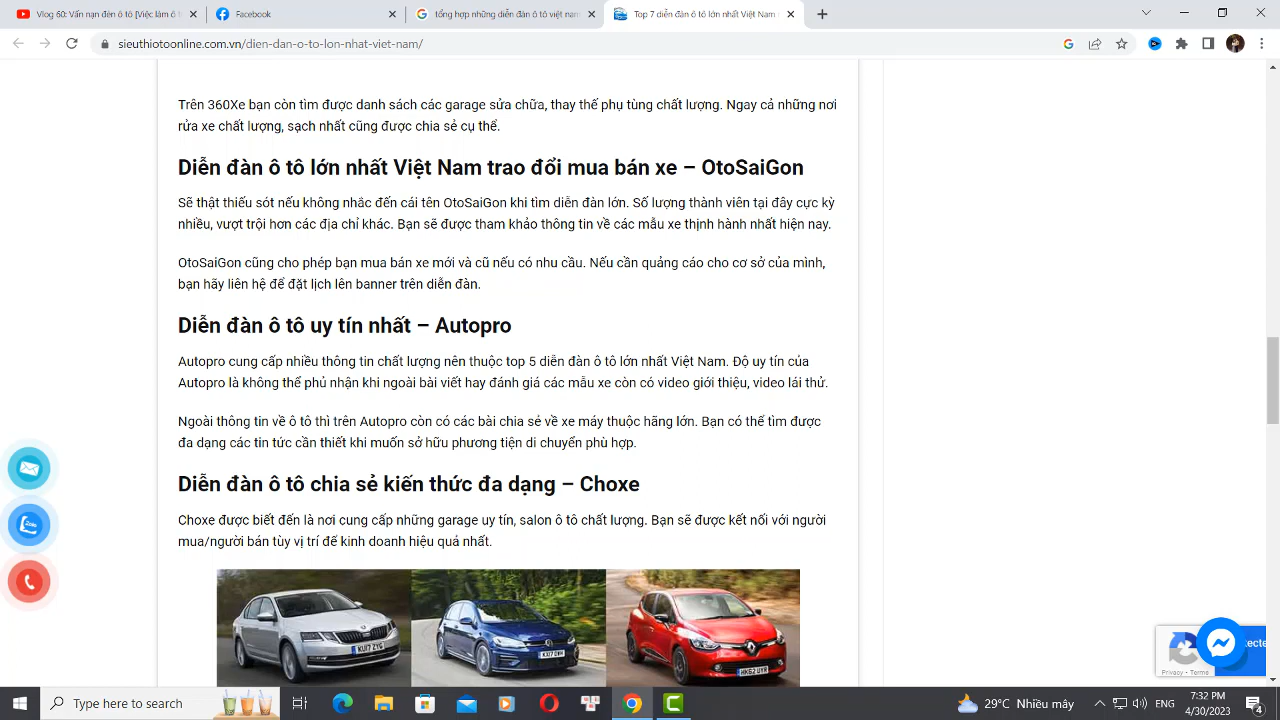 Vlog 60: Vấn nạn đèn ô tô [Việc làm ô t
Facebook
tổng hợp những diễn đàn ô tô việt nam
Top 7 diễn đàn ô tô lớn nhất Việt Nam
sieuthiotoonline.com.vn/dien-dan-o-to-lon-nhat-viet-nam/
Trên 360Xe bạn còn tìm được danh sách các garage sửa chữa, thay thế phụ tùng chất lượng. Ngay cả những nơi
rửa xe chất lượng, sạch nhất cũng được chia sẻ cụ thể.
Diễn đàn ô tô lớn nhất Việt Nam trao đổi mua bán xe – OtoSaiGon
Sẽ thật thiếu sót nếu không nhắc đến cái tên OtoSaiGon khi tìm diễn đàn lớn. Số lượng thành viên tại đây cực kỳ
nhiều, vượt trội hơn các địa chỉ khác. Bạn sẽ được tham khảo thông tin về các mẫu xe thịnh hành nhất hiện nay.
OtoSaiGon cũng cho phép bạn mua bán xe mới và cũ nếu có nhu cầu. Nếu cần quảng cáo cho cơ sở của mình,
bạn hãy liên hệ để đặt lịch lên banner trên diễn đàn.
Diễn đàn ô tô uy tín nhất – Autopro
Autopro cung cấp nhiều thông tin chất lượng nên thuộc top 5 diễn đàn ô tô lớn nhất Việt Nam. Độ uy tín của
Autopro là không thể phủ nhận khi ngoài bài viết hay đánh giá các mẫu xe còn có video giới thiệu, video lái thử.
Ngoài thông tin về ô tô thì trên Autopro còn có các bài chia sẻ về xe máy thuộc hãng lớn. Bạn có thể tìm được
đa dạng các tin tức cần thiết khi muốn sở hữu phương tiện di chuyển phù hợp.
Diễn đàn ô tô chia sẻ kiến thức đa dạng – Choxe
Choxe được biết đến là nơi cung cấp những garage uy tín, salon ô tô chất lượng. Bạn sẽ được kết nối với người
mua/người bán tùy vị trí để kinh doanh hiệu quả nhất.
Zalo
KU17 ZYG
KX17 DVW
HK62 UYR
Privacy - Terms
Type here to search
29°C Nhiều mây
ENG
7:32 PM
4/30/2023
4